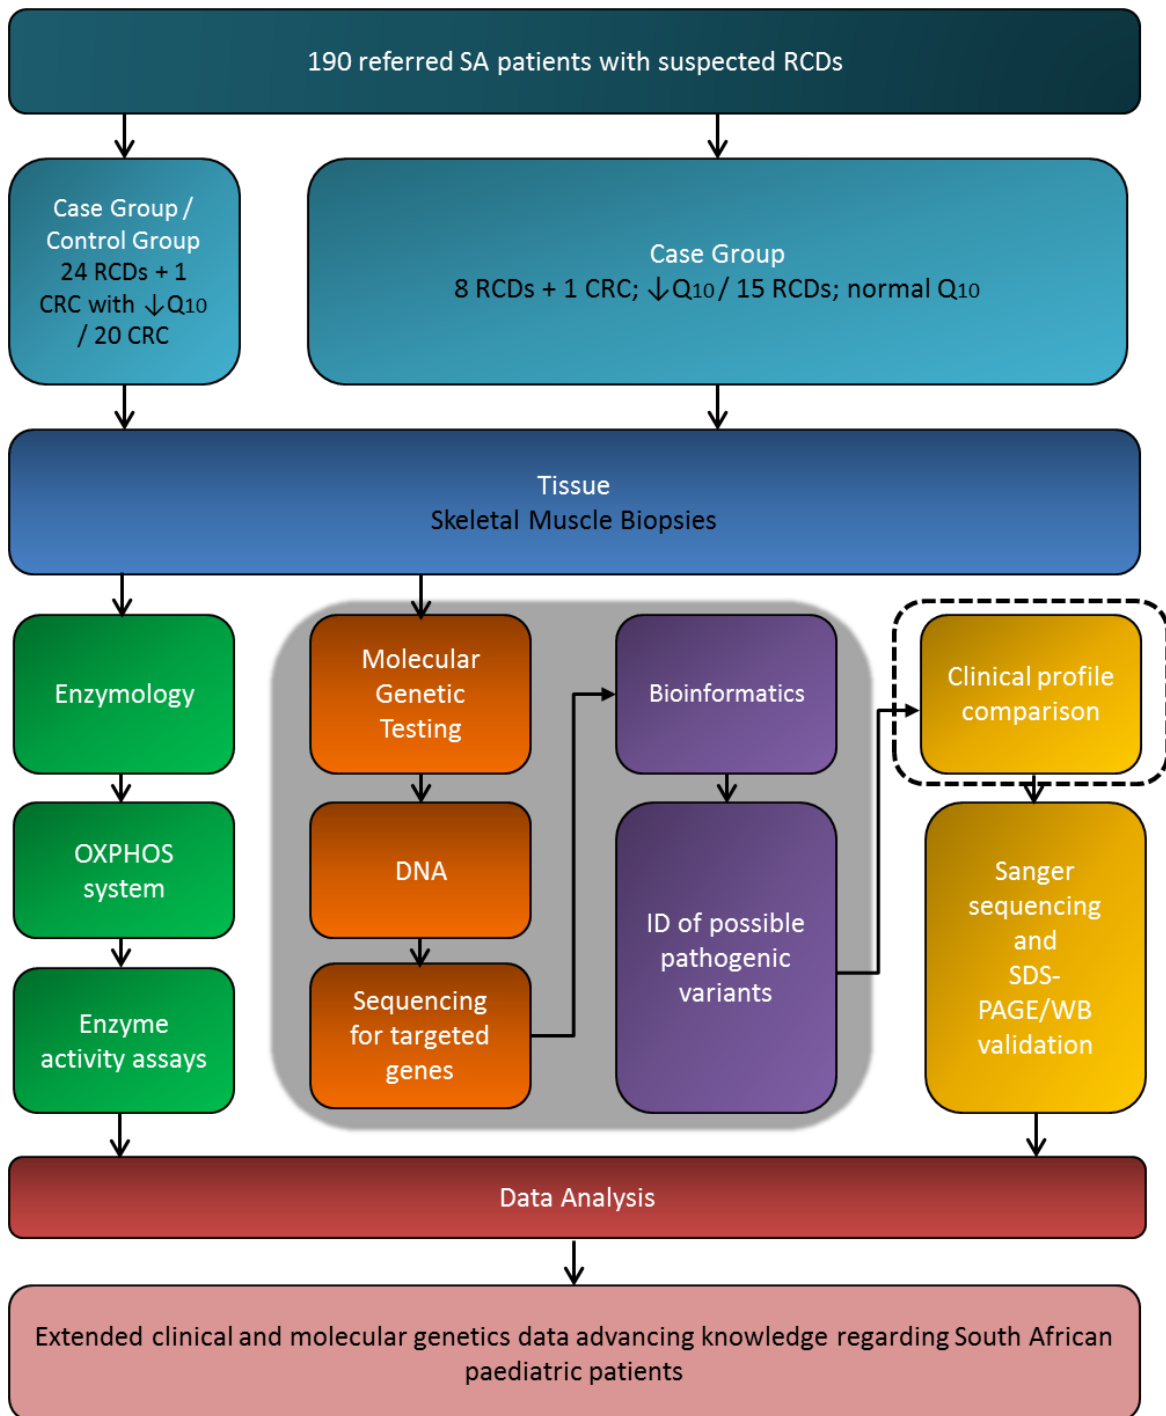 190 referred SA patients with suspected RCDs
Case Group /
Control Group
24 RCDs + 1
CRC with ↓Q10
/ 20 CRC
Case Group
8 RCDs + 1 CRC; ↓Q10 / 15 RCDs; normal Q10
Tissue
Skeletal Muscle Biopsies
Enzymology
OXPHOS
system
Enzyme
activity assays
Molecular
Genetic
Testing
DNA
Sequencing
for targeted
genes
Bioinformatics
ID of possible
pathogenic
variants
Clinical profile
comparison
Sanger
sequencing
and
SDS-
PAGE/WB
validation
Data Analysis
Extended clinical and molecular genetics data advancing knowledge regarding South African
paediatric patients